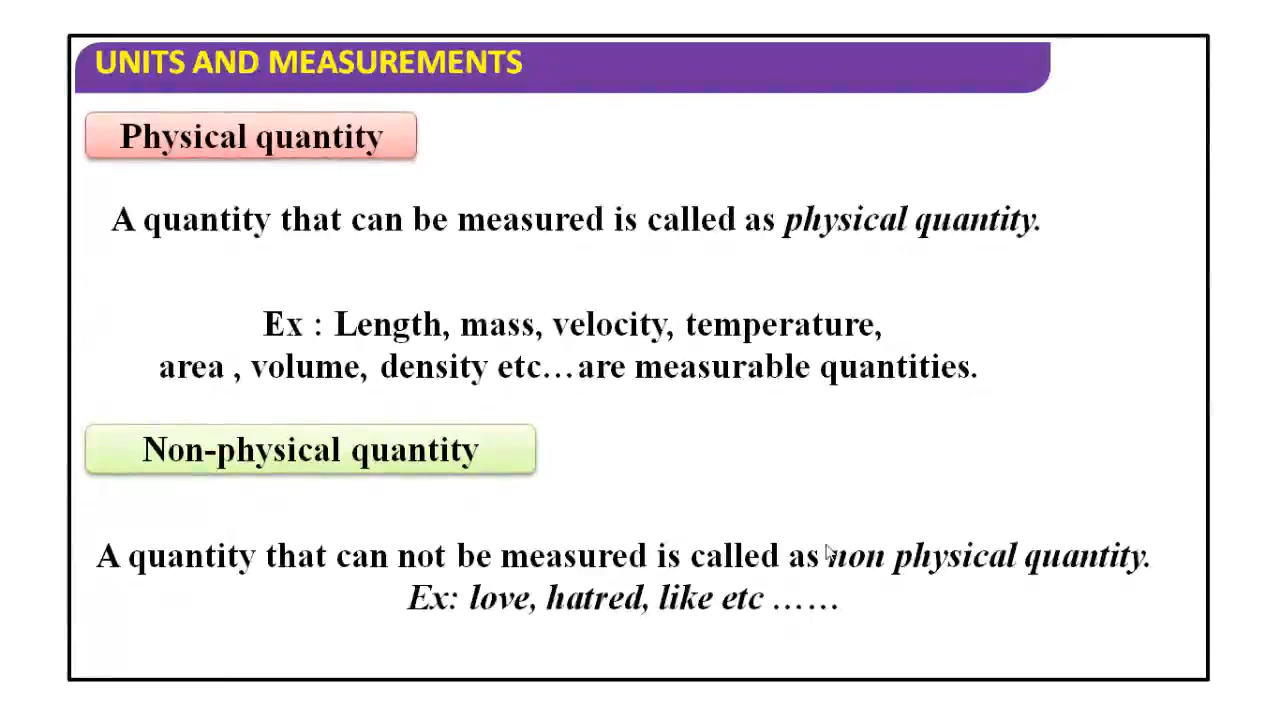 UNITS AND MEASUREMENTS
Physical quantity
A quantity that can be measured is called as physical quantity.
Ex : Length, mass, velocity, temperature,
area , volume, density etc…are measurable quantities.
Non-physical quantity
A quantity that can not be measured is called as non physical quantity.
Ex: love, hatred, like etc ……